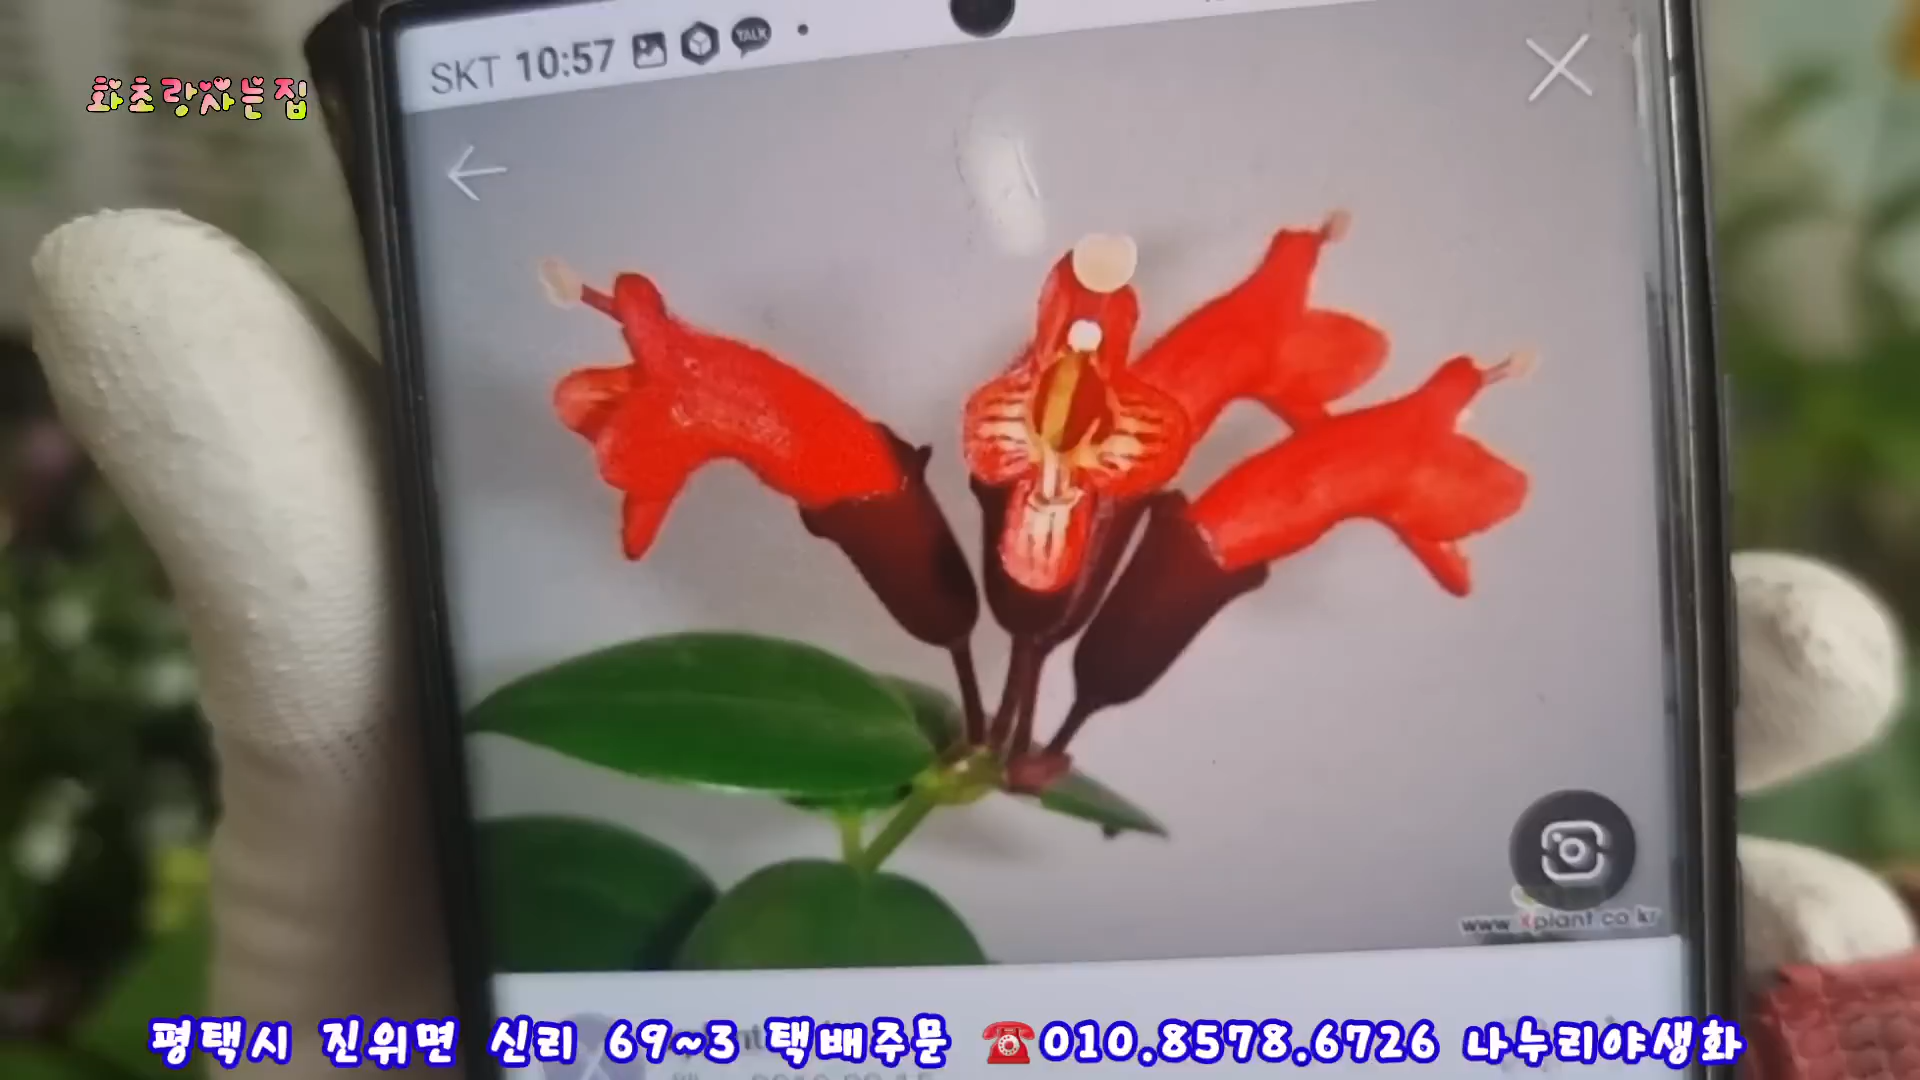 SKT 10:57
TALK
화초랑사는집
www.xplant.co.kr
평택시 진위면 신리 69~3 택배주문 ☎010.8578.6726 나누리야생화